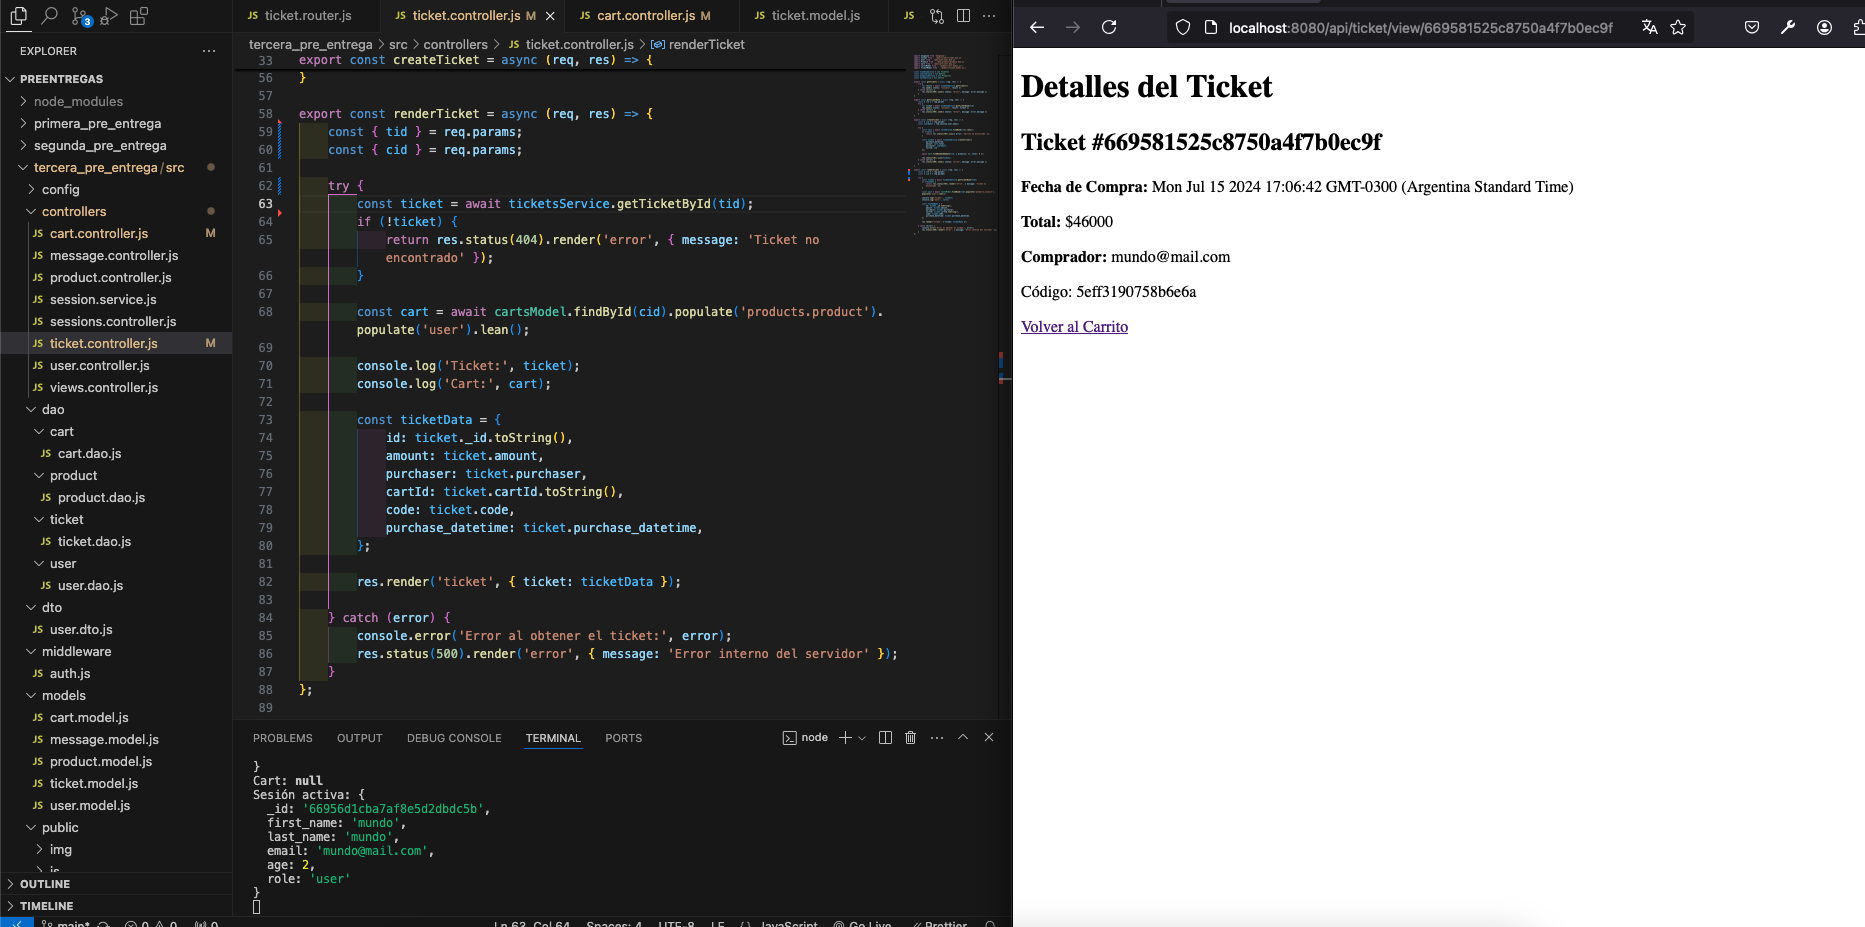 ticket.router.js
ticket.controller.js M
cart.controller.js M
ticket.model.js
EXPLORER
tercera_pre_entrega > src > controllers > JS ticket.controller.js > renderTicket
PREENTREGAS
node_modules
primera_pre_entrega
segunda_pre_entrega
tercera_pre_entrega / src
config
controllers
JS cart.controller.js M
JS message.controller.js
JS product.controller.js
JS session.service.js
JS sessions.controller.js
JS ticket.controller.js M
JS user.controller.js
JS views.controller.js
dao
cart
JS cart.dao.js
product
JS product.dao.js
ticket
JS ticket.dao.js
user
JS user.dao.js
dto
JS user.dto.js
middleware
JS auth.js
models
JS cart.model.js
JS message.model.js
JS product.model.js
JS ticket.model.js
JS user.model.js
public
img
js
OUTLINE
TIMELINE
33 export const createTicket = async (req, res) => {
56 }
57
58 export const renderTicket = async (req, res) => {
59 const { tid } = req.params;
60 const { cid } = req.params;
61
62 try {
63 const ticket = await ticketsService.getTicketById(tid);
64 if (!ticket) {
65 return res.status(404).render('error', { message: 'Ticket no
encontrado' });
66 }
67
68 const cart = await cartsModel.findById(cid).populate('products.product').
populate('user').lean();
69
70 console.log('Ticket:', ticket);
71 console.log('Cart:', cart);
72
73 const ticketData = {
74 id: ticket._id.toString(),
75 amount: ticket.amount,
76 purchaser: ticket.purchaser,
77 cartId: ticket.cartId.toString(),
78 code: ticket.code,
79 purchase_datetime: ticket.purchase_datetime,
80 };
81
82 res.render('ticket', { ticket: ticketData });
83
84 } catch (error) {
85 console.error('Error al obtener el ticket:', error);
86 res.status(500).render('error', { message: 'Error interno del servidor' });
87 }
88 };
89
PROBLEMS OUTPUT DEBUG CONSOLE TERMINAL PORTS
node
}
Cart: null
Sesión activa: {
_id: '66956d1cba7af8e5d2dbdc5b',
first_name: 'mundo',
last_name: 'mundo',
email: 'mundo@mail.com',
age: 2,
role: 'user'
}
main* 0 0 0 Ln 63, Col 64 Spaces: 4 UTF-8 LF {} JavaScript Go Live Prettier
localhost:8080/api/ticket/view/669581525c8750a4f7b0ec9f
Detalles del Ticket
Ticket #669581525c8750a4f7b0ec9f
Fecha de Compra: Mon Jul 15 2024 17:06:42 GMT-0300 (Argentina Standard Time)
Total: $46000
Comprador: mundo@mail.com
Código: 5eff3190758b6e6a
Volver al Carrito